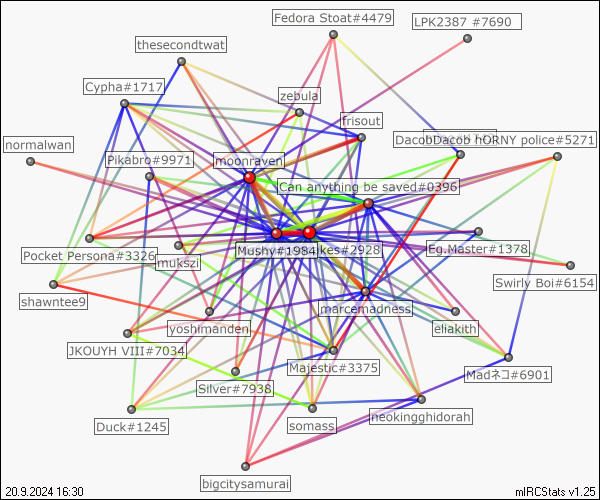 Fedora Stoat#4479
LPK2387 #7690
thesecondtwat
Cypha#1717
zebula
frisout
DacobDacob hORNY police#5271
normalwan
Pikabro#9971
moonraven
Can anything be saved#0396
Mushy#1984
kes#2928
Eg.Master#1378
Pocket Persona#3326
mukszi
Swirly Boi#6154
shawntee9
marcemadness
yoshimanden
eliakith
JKOUYH VIII#7034
Majestic#3375
Madネコ#6901
Silver#7938
neokingghidorah
Duck#1245
somass
bigcitysamurai
20.9.2024 16:30
mIRCStats v1.25